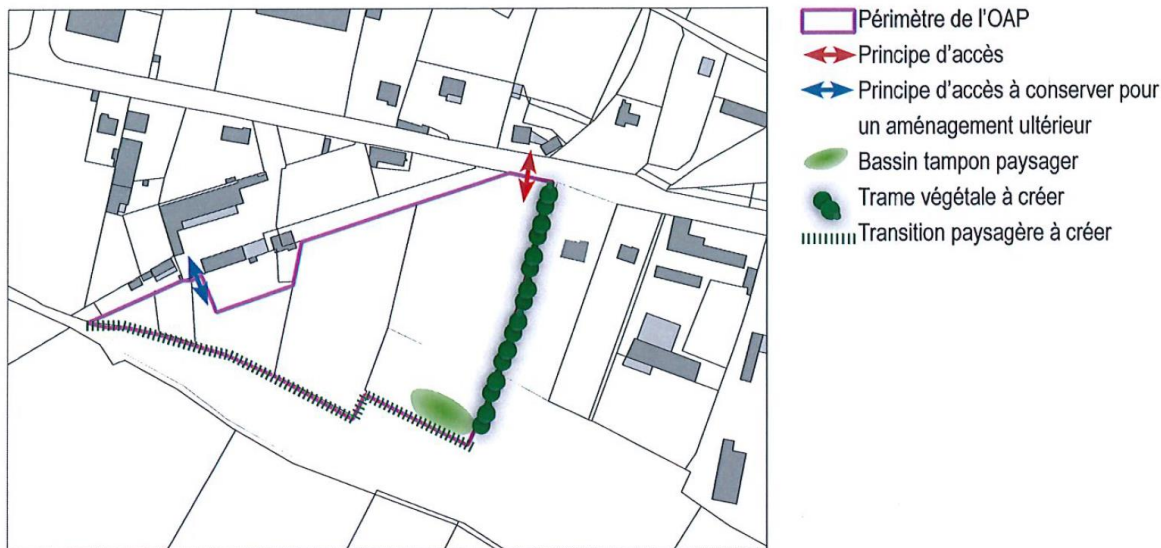 Périmètre de l'OAP
Principe d'accès
Principe d'accès à conserver pour
un aménagement ultérieur
Bassin tampon paysager
Trame végétale à créer
Transition paysagère à créer